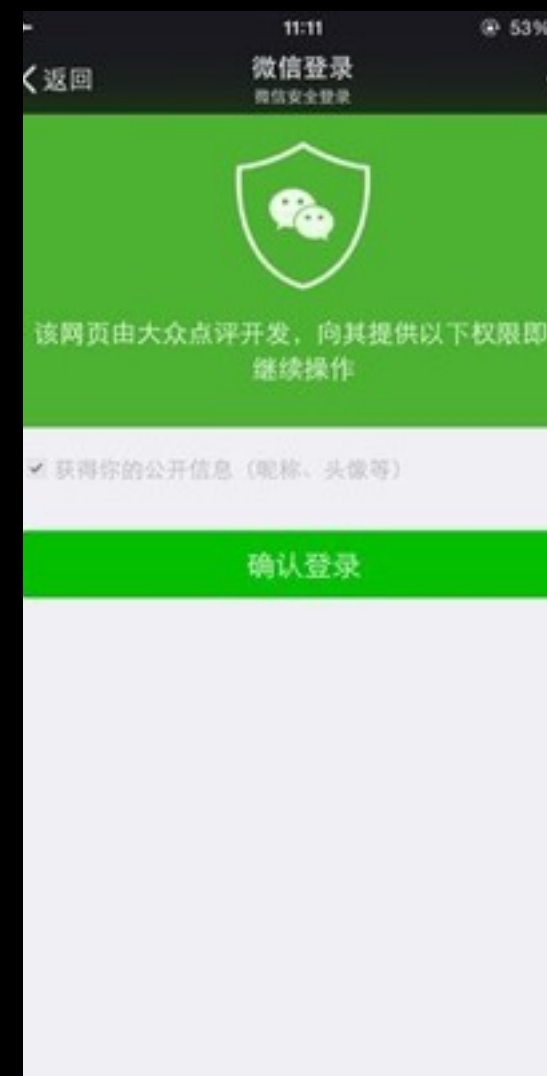 11:11
53%
返回
微信登录
微信安全登录
该网页由大众点评开发，向其提供以下权限即
继续操作
获得你的公开信息（昵称、头像等）
确认登录